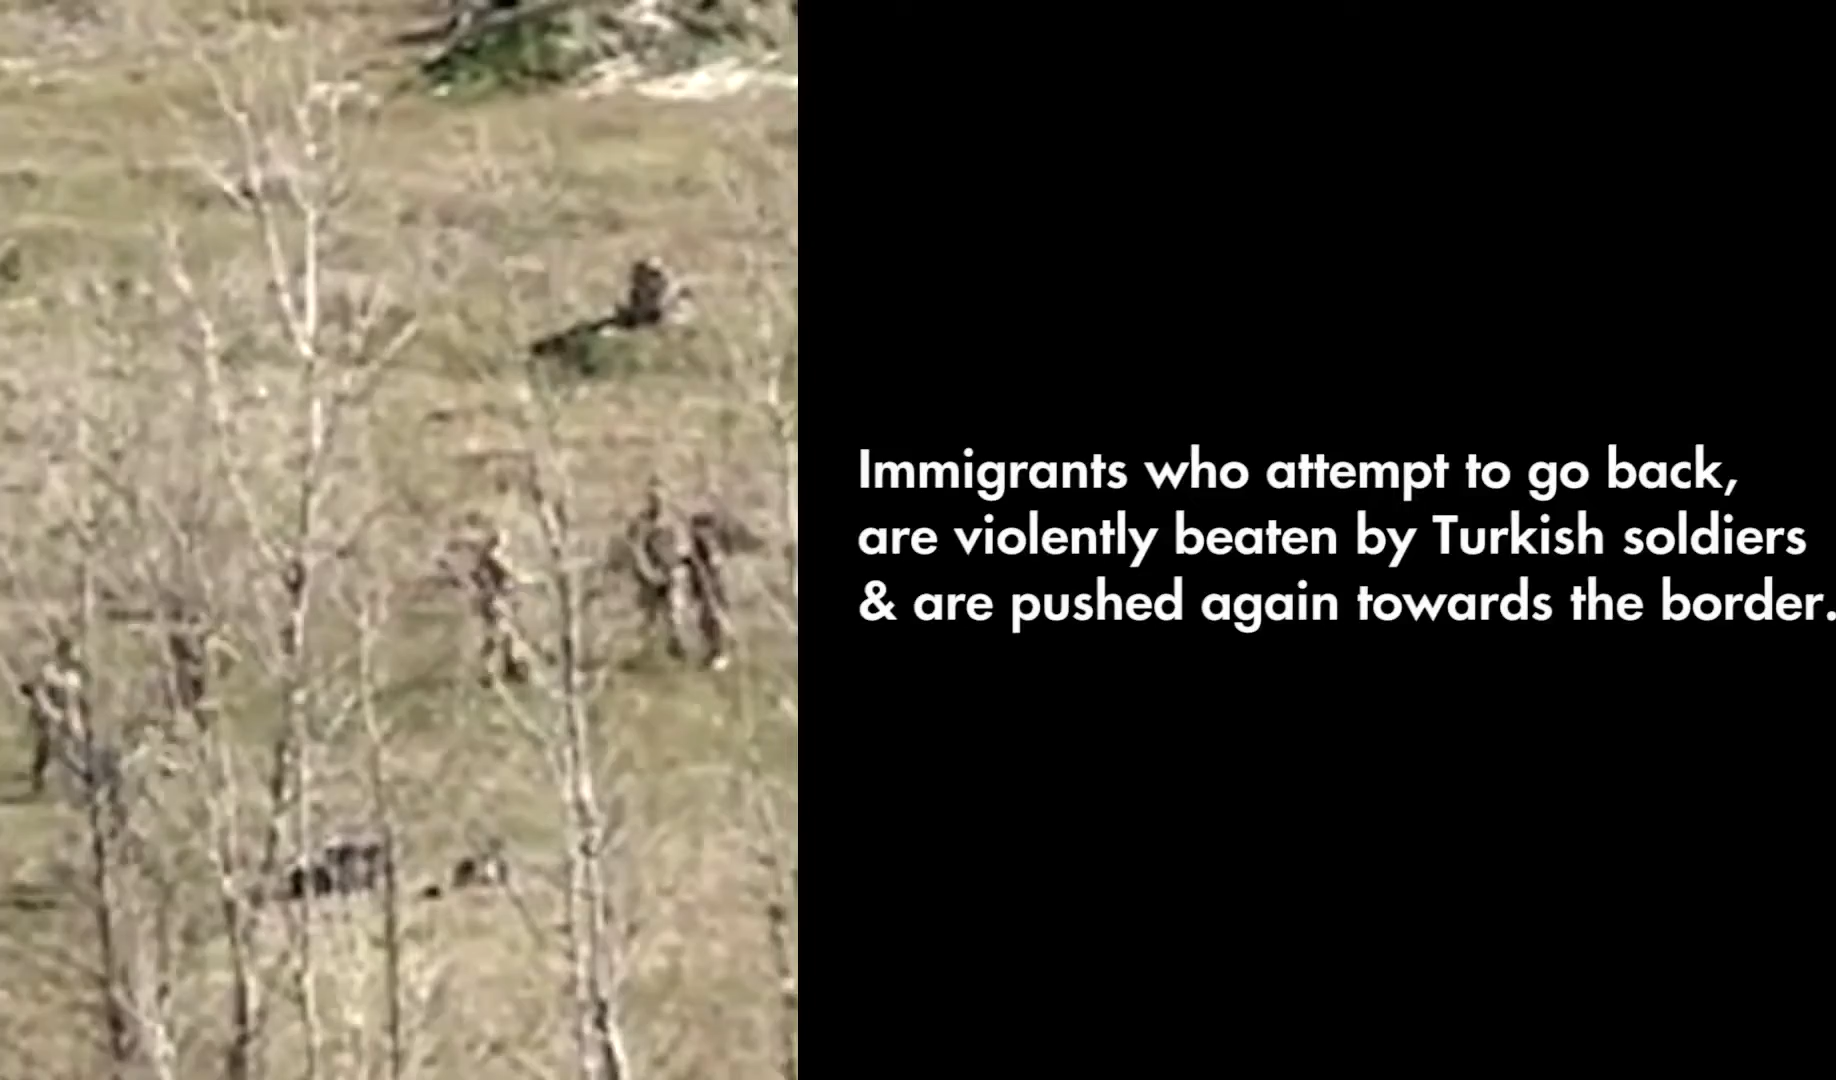 Immigrants who attempt to go back,
are violently beaten by Turkish soldiers
& are pushed again towards the border.